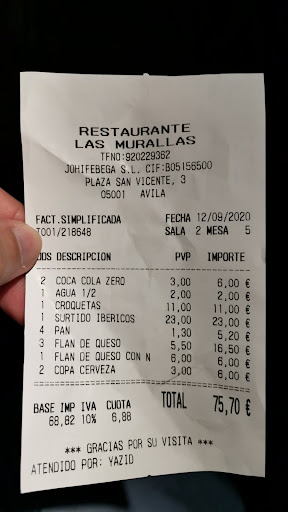 RESTAURANTE
LAS MURALLAS
TFNO:920229362
JOHIFEBEGA S.L. CIF:B05156500
PLAZA SAN VICENTE, 3
05001 AVILA
FACT.SIMPLIFICADA FECHA 12/09/2020
T001/218648 SALA 2 MESA 5
UDS DESCRIPCION PVP IMPORTE
2 COCA COLA ZERO 3,00 6,00 €
1 AGUA 1/2 2,00 2,00 €
1 CROQUETAS 11,00 11,00 €
1 SURTIDO IBERICOS 23,00 23,00 €
4 PAN 1,30 5,20 €
3 FLAN DE QUESO 5,50 16,50 €
1 FLAN DE QUESO CON N 6,00 6,00 €
2 COPA CERVEZA 3,00 6,00 €
BASE IMP IVA CUOTA TOTAL 75,70 €
68,82 10% 6,88
*** GRACIAS POR SU VISITA ***
ATENDIDO POR: YAZID